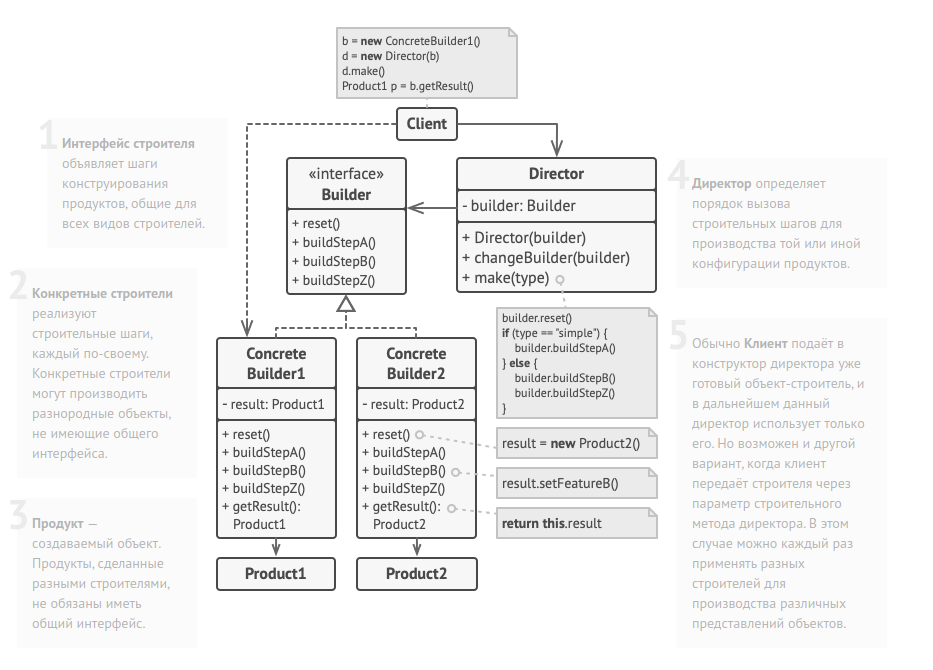 b = new ConcreteBuilder1()
d = new Director(b)
d.make()
Product1 p = b.getResult()
Client
1
Интерфейс строителя
объявляет шаги
конструирования
продуктов, общие для
всех видов строителей.
«interface»
Builder
+ reset()
+ buildStepA()
+ buildStepB()
+ buildStepZ()
Director
- builder: Builder
+ Director(builder)
+ changeBuilder(builder)
+ make(type)
4
Директор определяет
порядок вызова
строительных шагов для
производства той или иной
конфигурации продуктов.
2
Конкретные строители
реализуют
строительные шаги,
каждый по-своему.
Конкретные строители
могут производить
разнородные объекты,
не имеющие общего
интерфейса.
builder.reset()
if (type == "simple") {
builder.buildStepA()
} else {
builder.buildStepB()
builder.buildStepZ()
}
Concrete
Builder1
- result: Product1
+ reset()
+ buildStepA()
+ buildStepB()
+ buildStepZ()
+ getResult():
Product1
Concrete
Builder2
- result: Product2
+ reset()
+ buildStepA()
+ buildStepB()
+ buildStepZ()
+ getResult():
Product2
result = new Product2()
result.setFeatureB()
return this.result
5
Обычно Клиент подаёт в
конструктор директора уже
готовый объект-строитель, и
в дальнейшем данный
директор использует только
его. Но возможен и другой
вариант, когда клиент
передаёт строителя через
параметр строительного
метода директора. В этом
случае можно каждый раз
применять разных
строителей для
производства различных
представлений объектов.
3
Продукт —
создаваемый объект.
Продукты, сделанные
разными строителями,
не обязаны иметь
общий интерфейс.
Product1
Product2